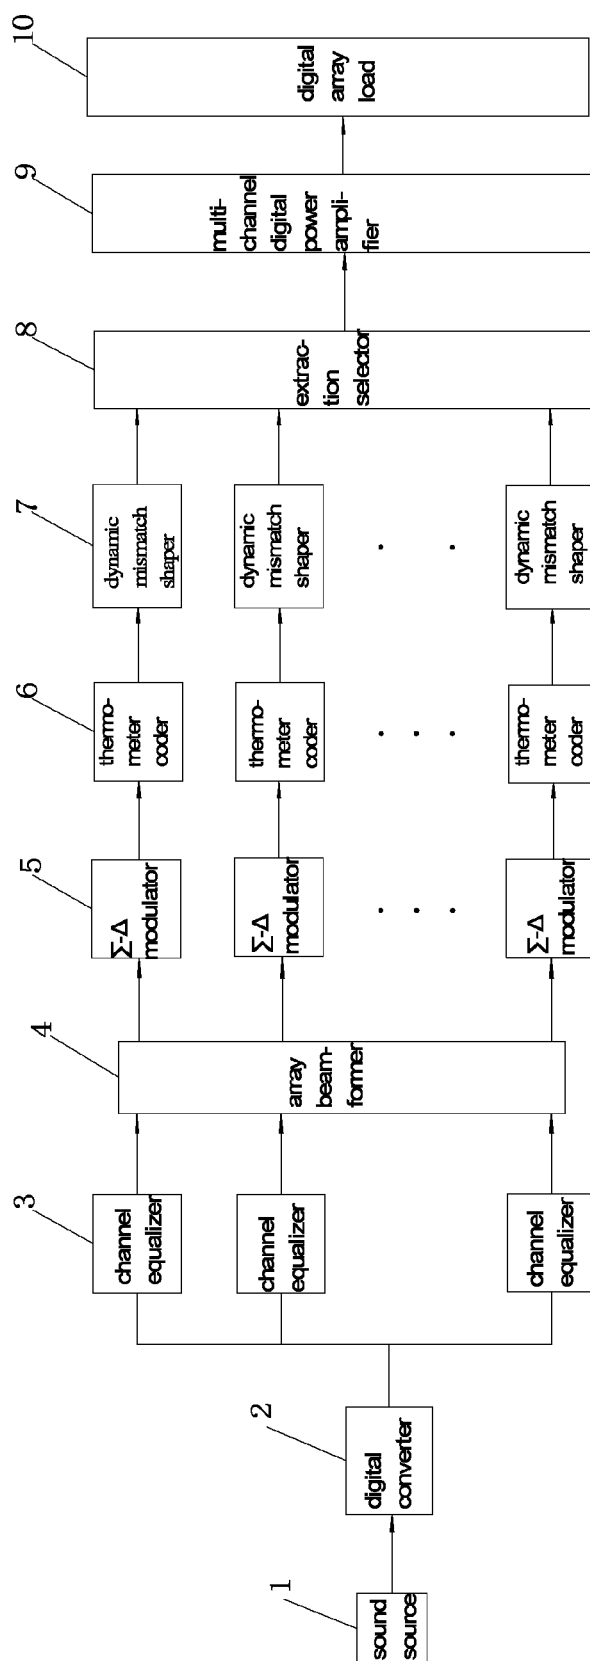 1
sound
source
2
digital
converter
3
channel
equalizer
channel
equalizer
channel
equalizer
4
array
beam-
former
5
Σ-Δ
modulator
Σ-Δ
modulator
Σ-Δ
modulator
6
thermo-
meter
coder
thermo-
meter
coder
thermo-
meter
coder
7
dynamic
mismatch
shaper
dynamic
mismatch
shaper
dynamic
mismatch
shaper
8
extrac-
tion
selector
9
multi-
channel
digital
power
ampli-
fier
10
digital
array
load